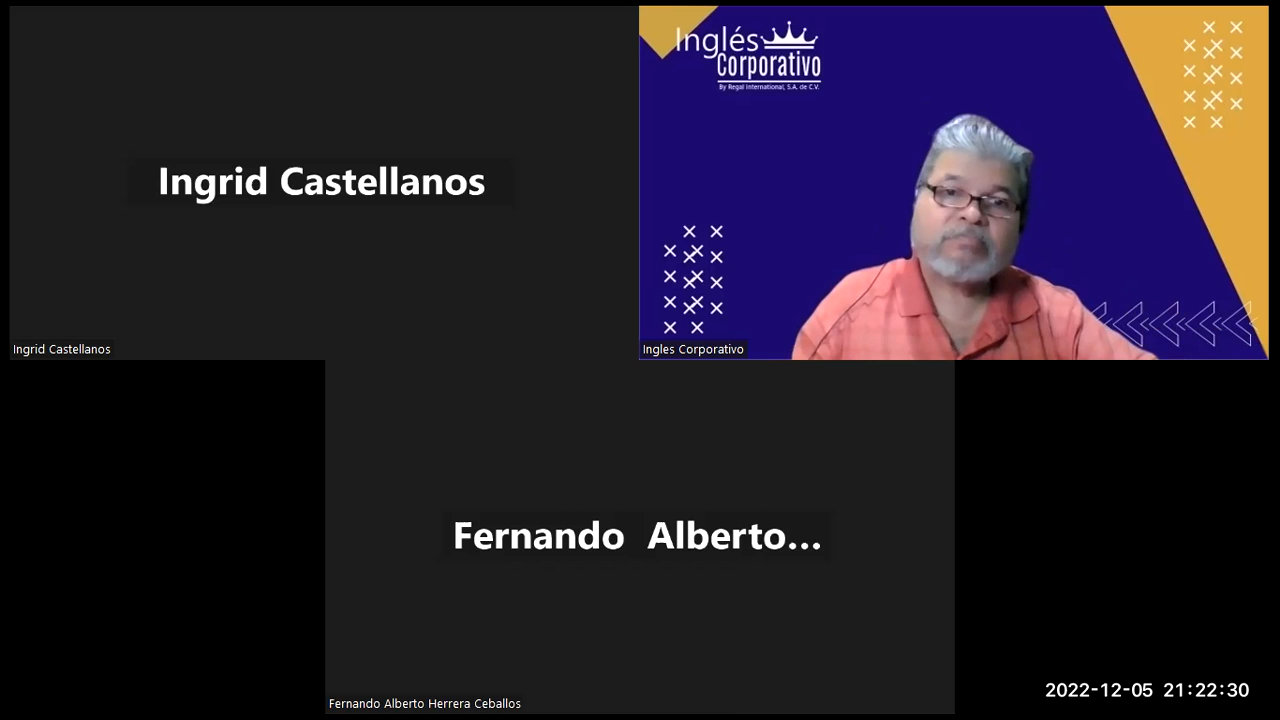 Ingrid Castellanos
Ingrid Castellanos
Inglés
Corporativo
By Regal International, S.A. de C.V.
Ingles Corporativo
Fernando Alberto...
Fernando Alberto Herrera Ceballos
2022-12-05 21:22:30